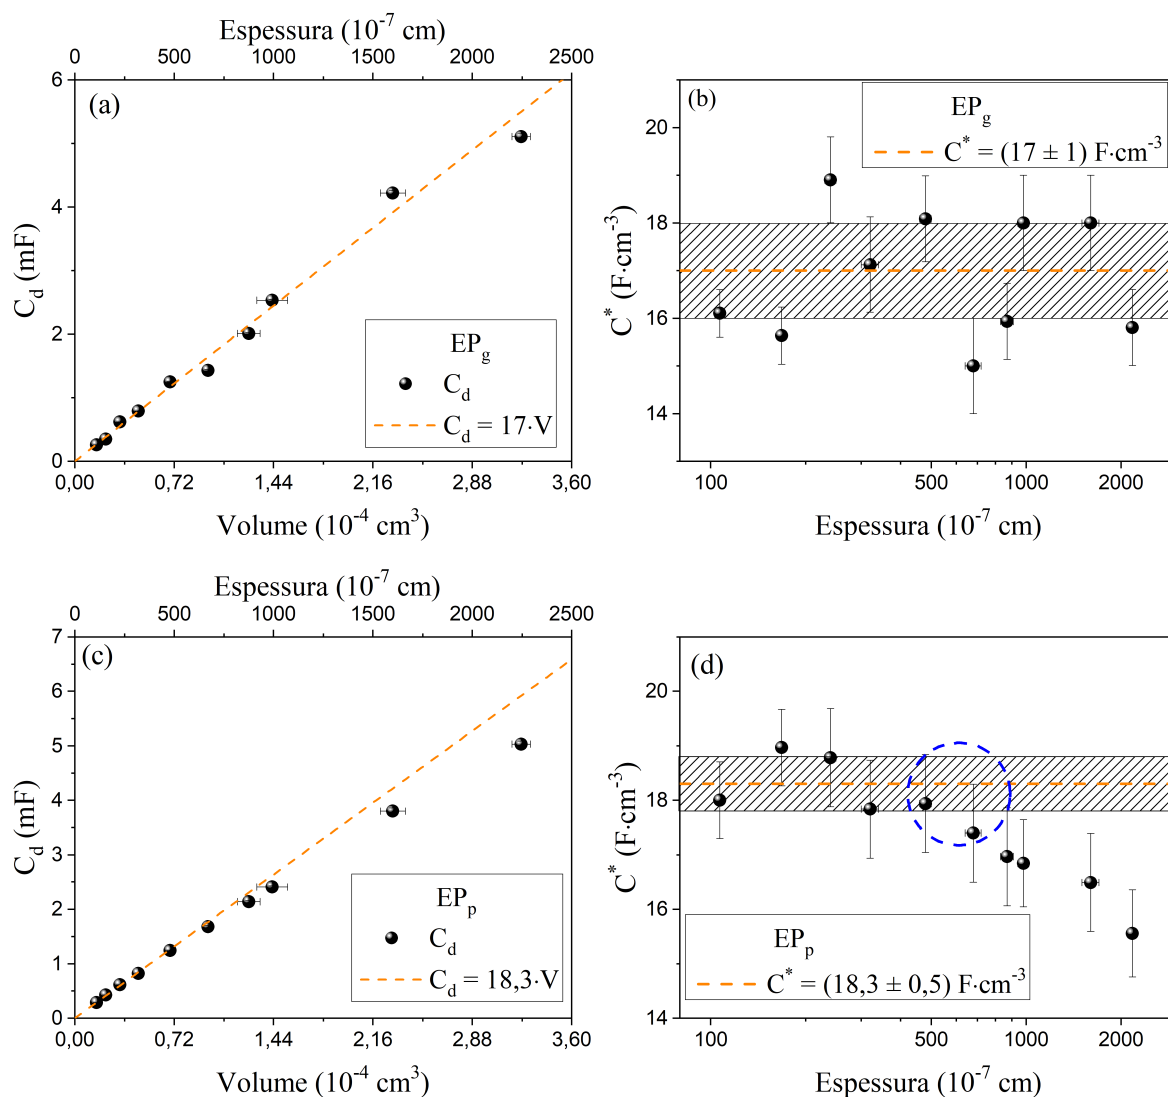 Espessura (10⁻⁷ cm)
0 500 1000 1500 2000 2500
(a)
6
4
2
0
C_d (mF)
EP_g
C_d
C_d = 17·V
0,00 0,72 1,44 2,16 2,88 3,60
Volume (10⁻⁴ cm³)
(b)
EP_g
C* = (17 ± 1) F·cm⁻³
20
18
16
14
C* (F·cm⁻³)
100 500 1000 2000
Espessura (10⁻⁷ cm)
Espessura (10⁻⁷ cm)
0 500 1000 1500 2000 2500
(c)
7
6
5
4
3
2
1
0
C_d (mF)
EP_p
C_d
C_d = 18,3·V
0,00 0,72 1,44 2,16 2,88 3,60
Volume (10⁻⁴ cm³)
(d)
20
18
16
14
C* (F·cm⁻³)
EP_p
C* = (18,3 ± 0,5) F·cm⁻³
100 500 1000 2000
Espessura (10⁻⁷ cm)